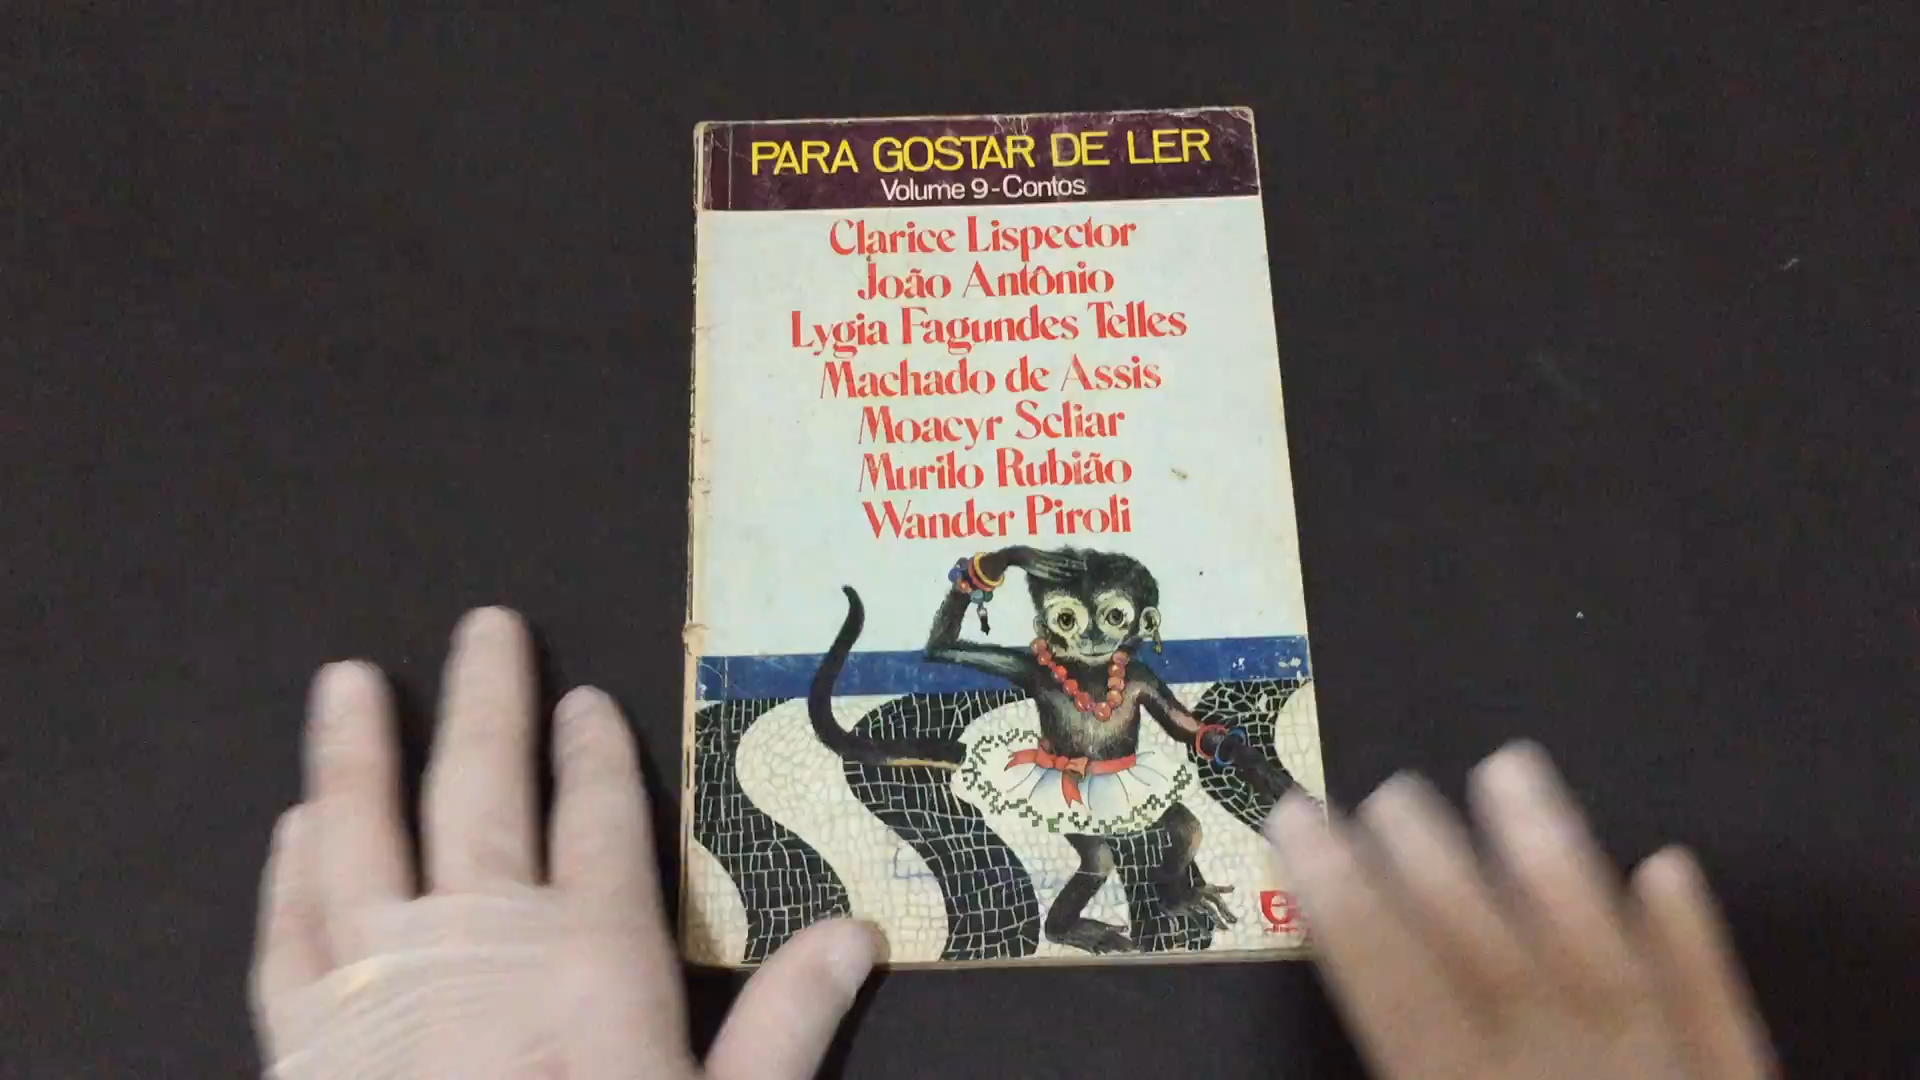 PARA GOSTAR DE LER
Volume 9-Contos
Clarice Lispector
João Antônio
Lygia Fagundes Telles
Machado de Assis
Moacyr Scliar
Murilo Rubião
Wander Piroli